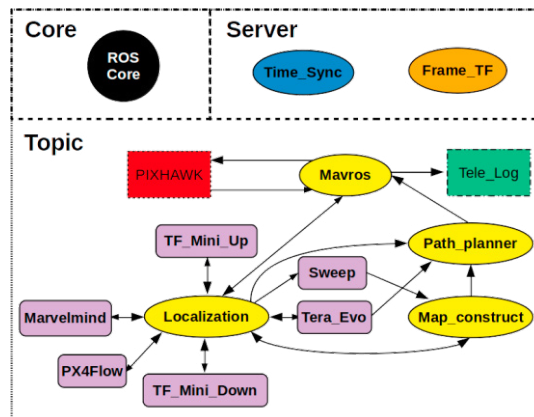 Core
Server
ROS
Core
Time_Sync
Frame_TF
Topic
PIXHAWK
Mavros
Tele_Log
TF_Mini_Up
Path_planner
Sweep
Marvelmind
Localization
Tera_Evo
Map_construct
PX4Flow
TF_Mini_Down